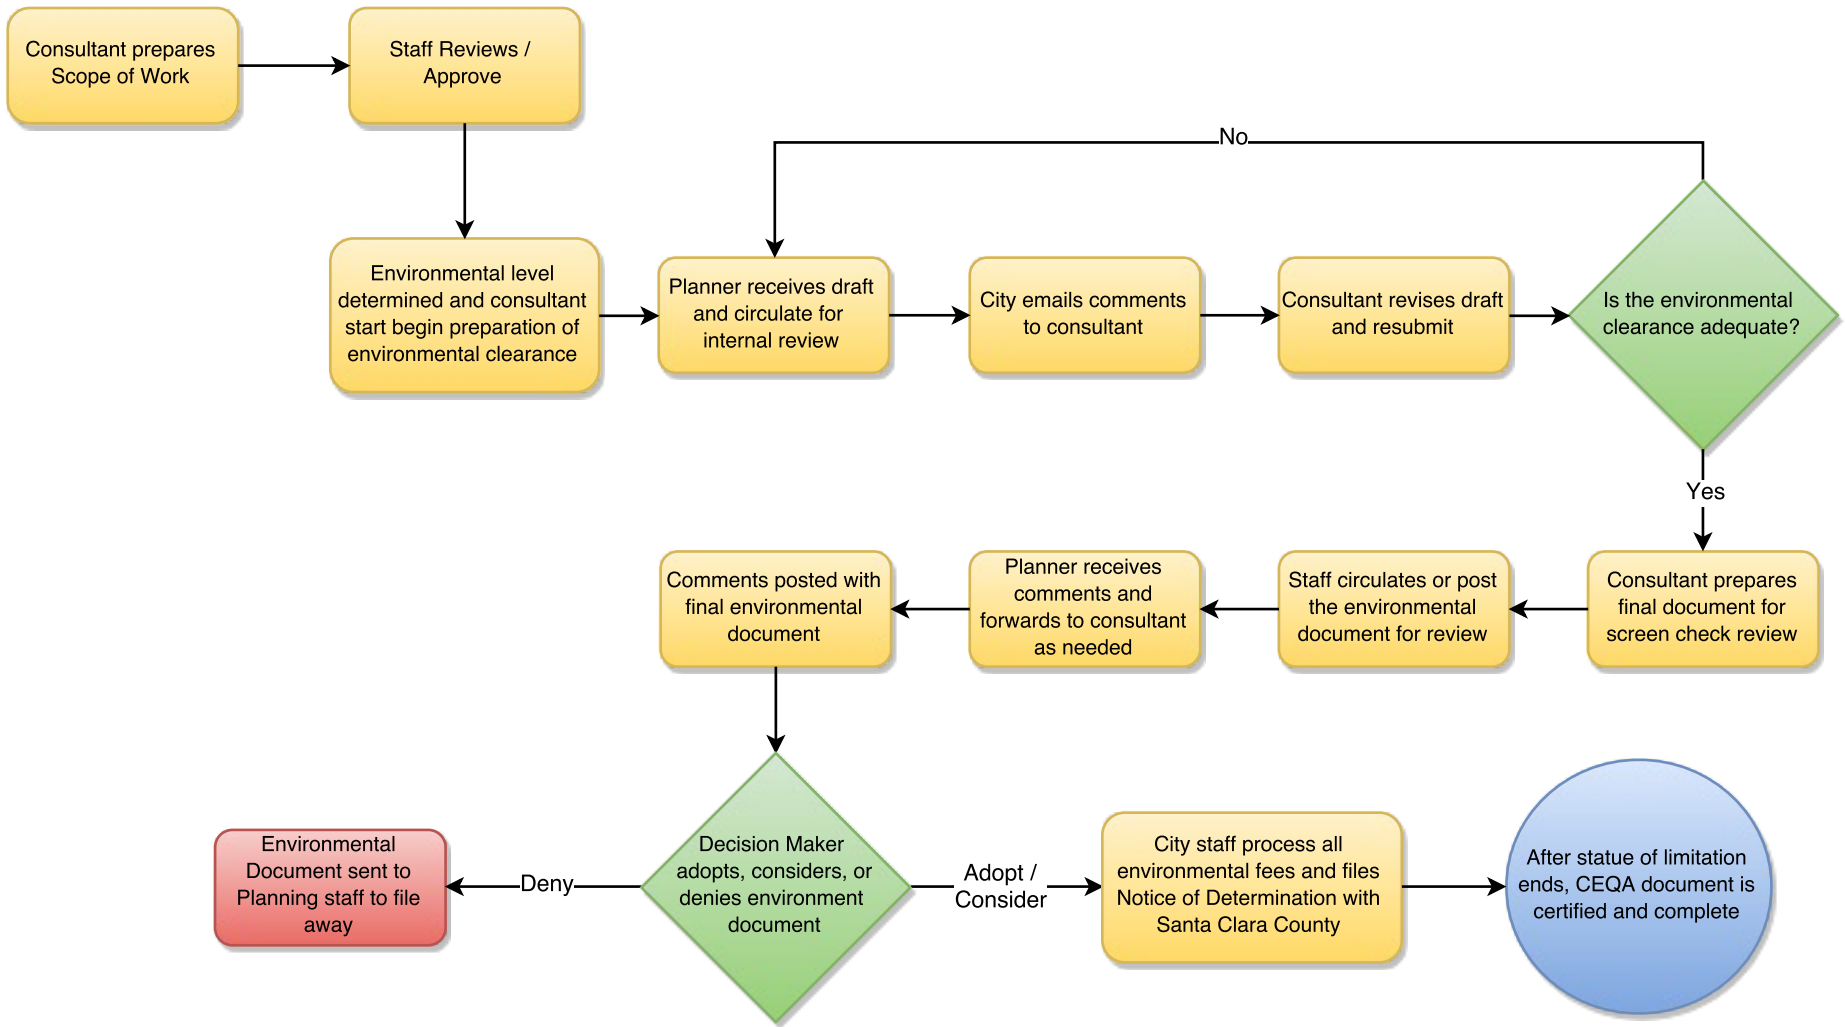 Consultant prepares
Scope of Work
Staff Reviews /
Approve
No
Environmental level
determined and consultant
start begin preparation of
environmental clearance
Planner receives draft
and circulate for
internal review
City emails comments
to consultant
Consultant revises draft
and resubmit
Is the environmental
clearance adequate?
Yes
Consultant prepares
final document for
screen check review
Staff circulates or post
the environmental
document for review
Planner receives
comments and
forwards to consultant
as needed
Comments posted with
final environmental
document
Decision Maker
adopts, considers, or
denies environment
document
Deny
Environmental
Document sent to
Planning staff to file
away
Adopt /
Consider
City staff process all
environmental fees and files
Notice of Determination with
Santa Clara County
After statue of limitation
ends, CEQA document is
certified and complete